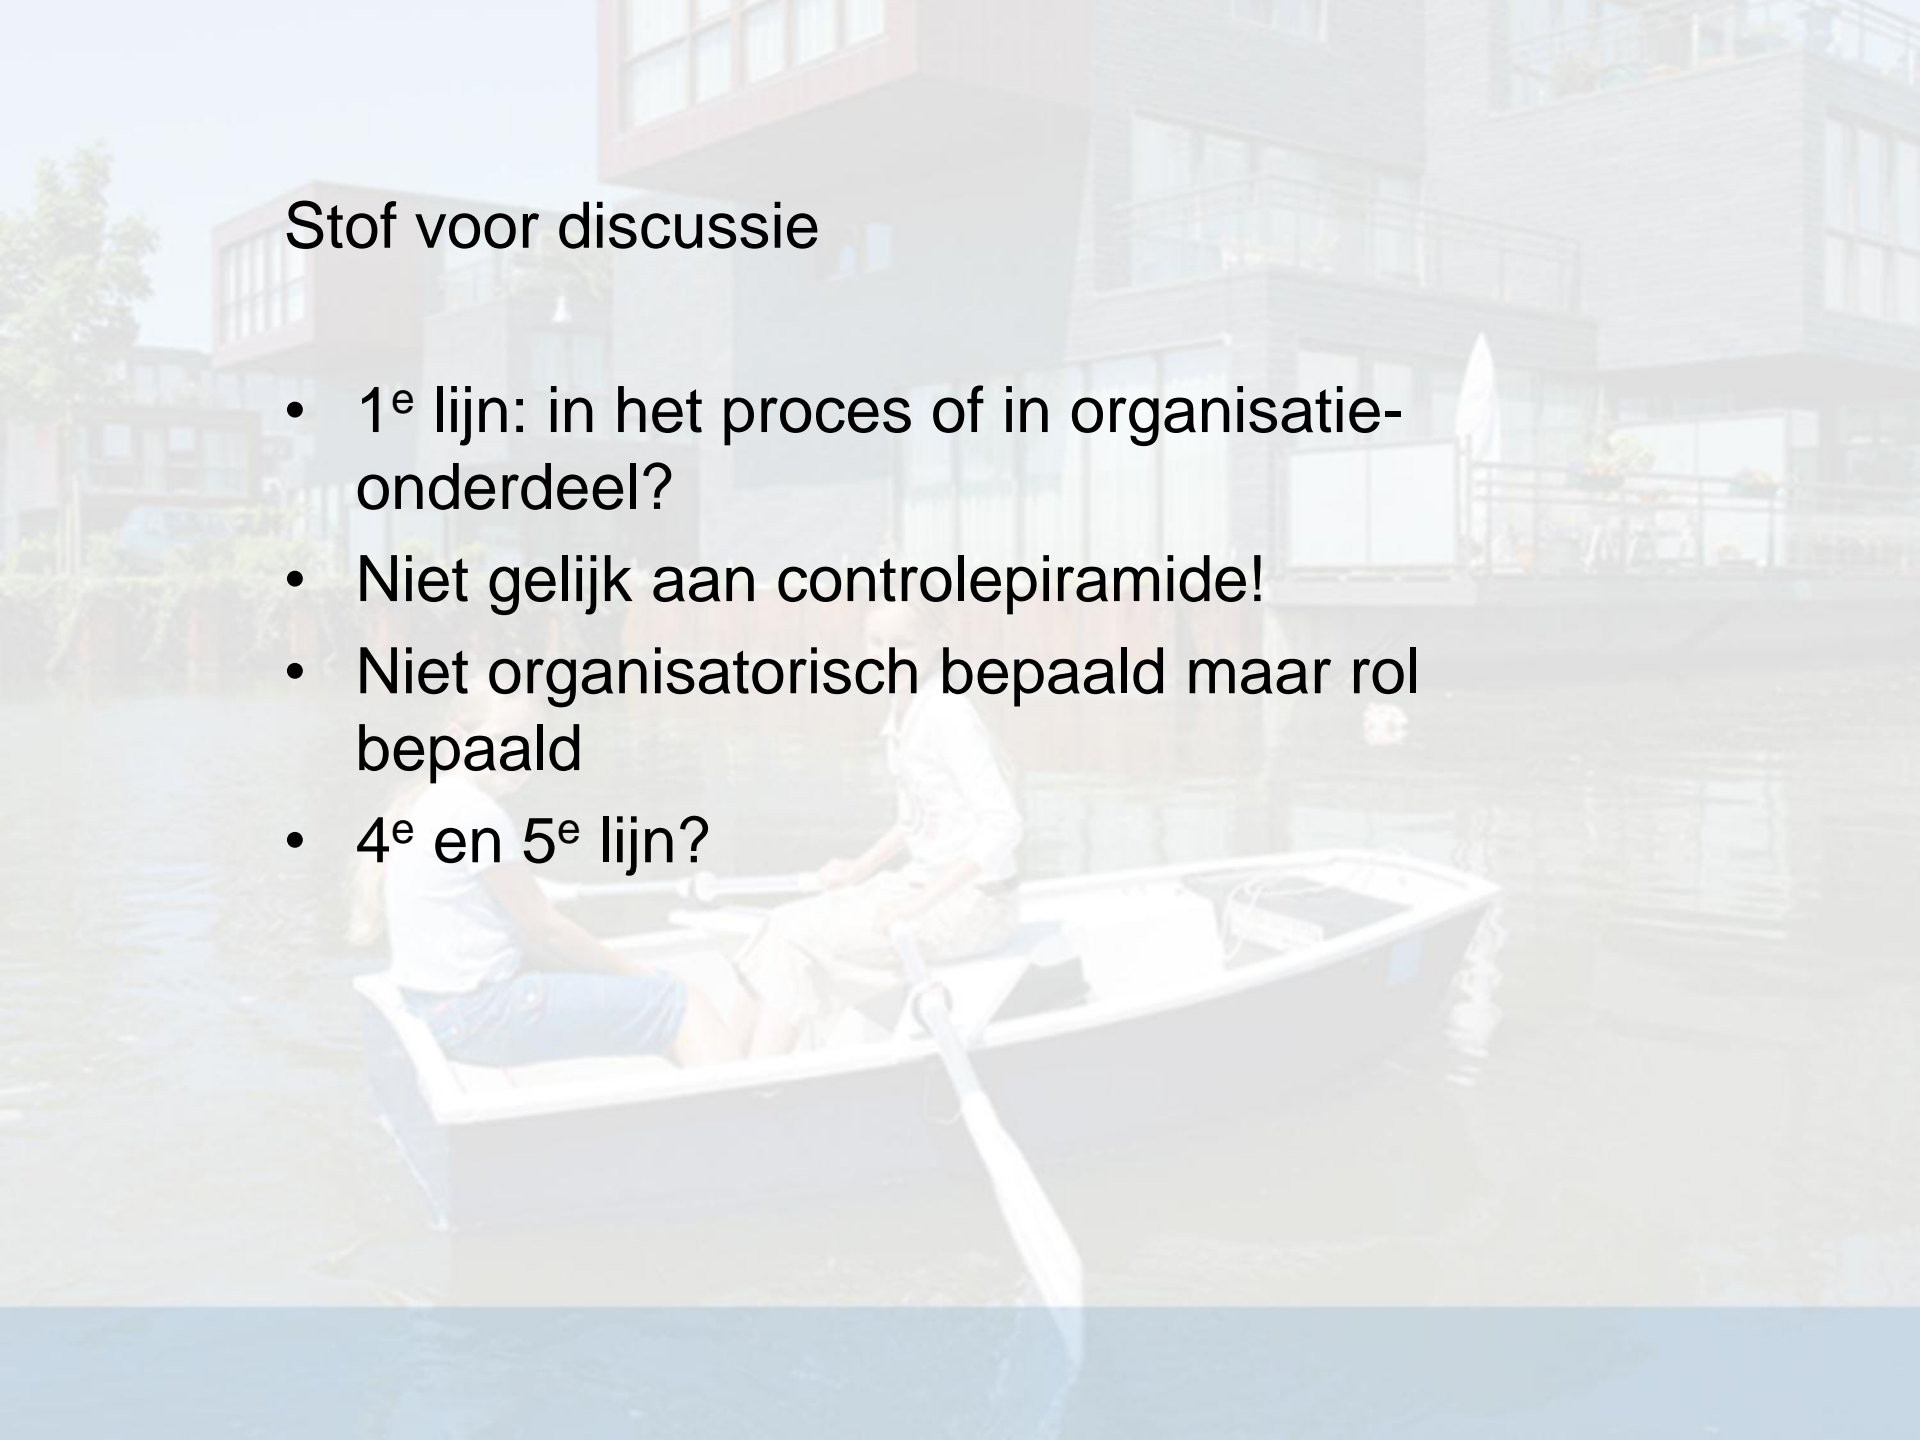 Stof voor discussie
• 1e lijn: in het proces of in organisatie-
onderdeel?
• Niet gelijk aan controlepiramide!
• Niet organisatorisch bepaald maar rol
bepaald
• 4e en 5e lijn?